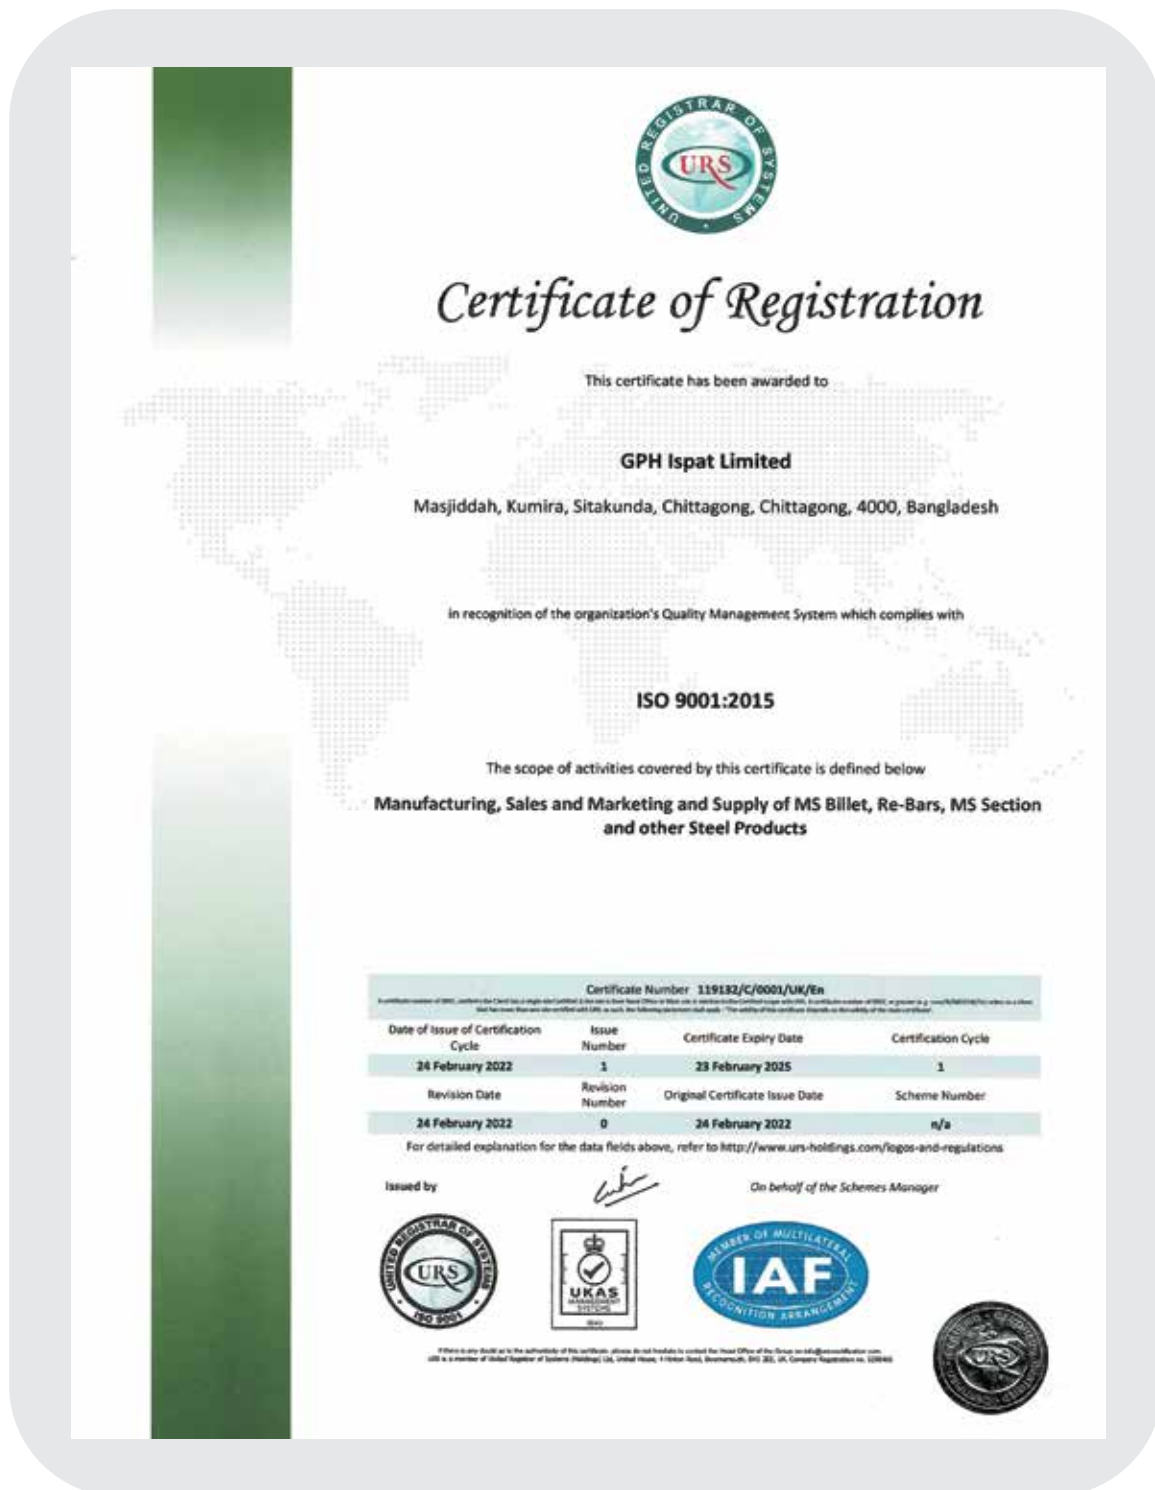 UNITED REGISTRAR OF SYSTEMS
URS
Certificate of Registration
This certificate has been awarded to
GPH Ispat Limited
Masjiddah, Kumira, Sitakunda, Chittagong, Chittagong, 4000, Bangladesh
in recognition of the organization's Quality Management System which complies with
ISO 9001:2015
The scope of activities covered by this certificate is defined below
Manufacturing, Sales and Marketing and Supply of MS Billet, Re-Bars, MS Section
and other Steel Products
Certificate Number 119132/C/0001/UK/En
Date of Issue of Certification Cycle Issue Number Certificate Expiry Date Certification Cycle
24 February 2022 1 23 February 2025 1
Revision Date Revision Number Original Certificate Issue Date Scheme Number
24 February 2022 0 24 February 2022 n/a
For detailed explanation for the data fields above, refer to http://www.urs-holdings.com/logos-and-regulations
Issued by
On behalf of the Schemes Manager
UNITED REGISTRAR OF SYSTEMS
URS
ISO 9001
UKAS
MANAGEMENT
SYSTEMS
MEMBER OF MULTILATERAL
IAF
RECOGNITION ARRANGEMENT
URS